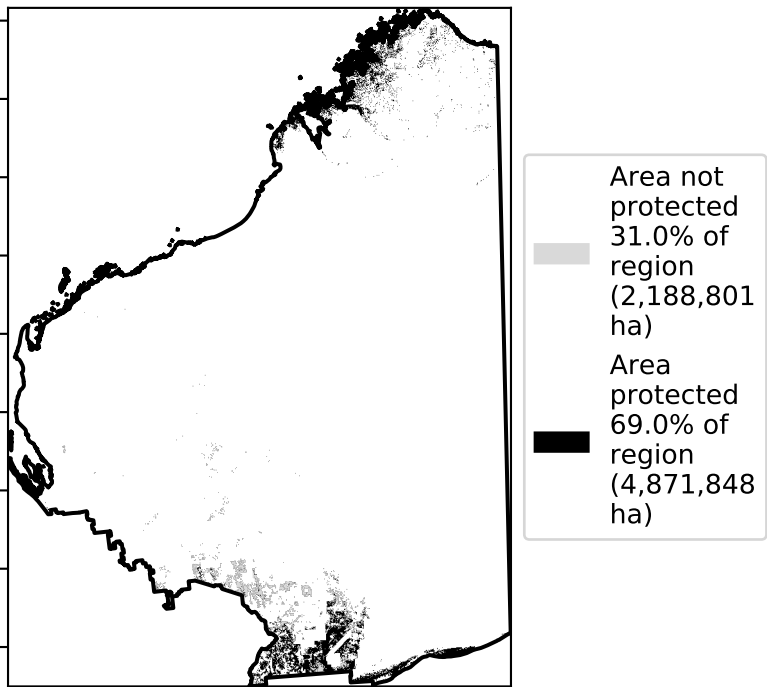 Area not
protected
31.0% of
region
(2,188,801
ha)
Area
protected
69.0% of
region
(4,871,848
ha)